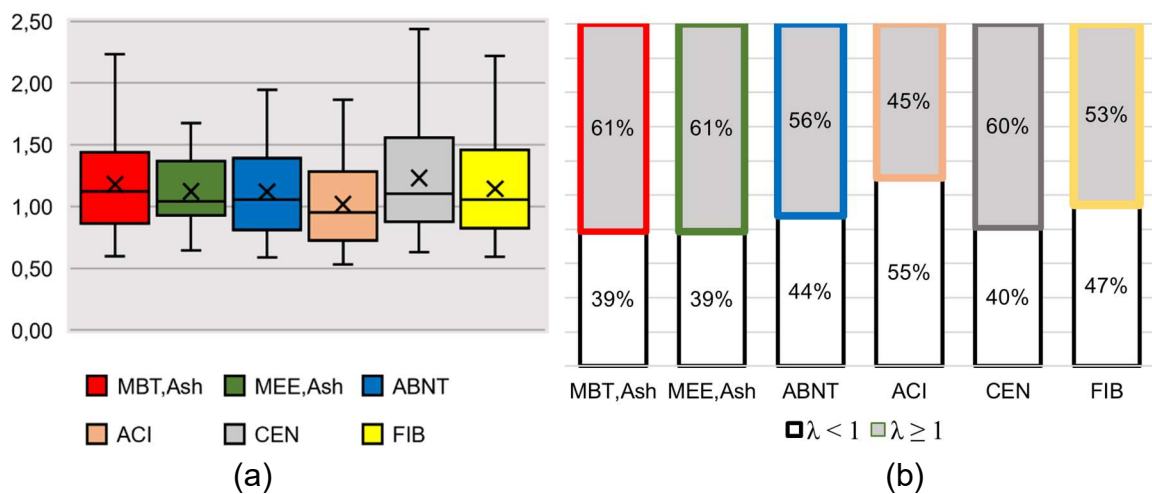 2,50
2,00
1,50
1,00
0,50
0,00
MBT,Ash MEE,Ash ABNT
ACI CEN FIB
(a)
61% 61% 56% 45% 60% 53%
39% 39% 44% 55% 40% 47%
MBT,Ash MEE,Ash ABNT ACI CEN FIB
λ < 1 λ ≥ 1
(b)